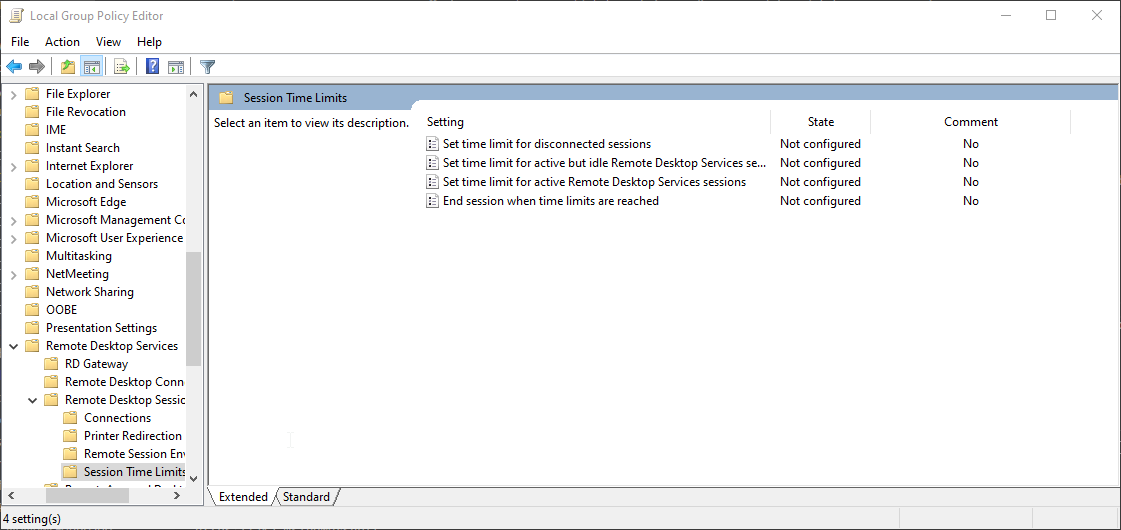 Local Group Policy Editor
File Action View Help
File Explorer
File Revocation
IME
Instant Search
Internet Explorer
Location and Sensors
Microsoft Edge
Microsoft Management Co
Microsoft User Experience
Multitasking
NetMeeting
Network Sharing
OOBE
Presentation Settings
Remote Desktop Services
RD Gateway
Remote Desktop Conn
Remote Desktop Sessic
Connections
Printer Redirection
Remote Session Env
Session Time Limits
Session Time Limits
Select an item to view its description.
Setting State Comment
Set time limit for disconnected sessions Not configured No
Set time limit for active but idle Remote Desktop Services se... Not configured No
Set time limit for active Remote Desktop Services sessions Not configured No
End session when time limits are reached Not configured No
Extended Standard
4 setting(s)